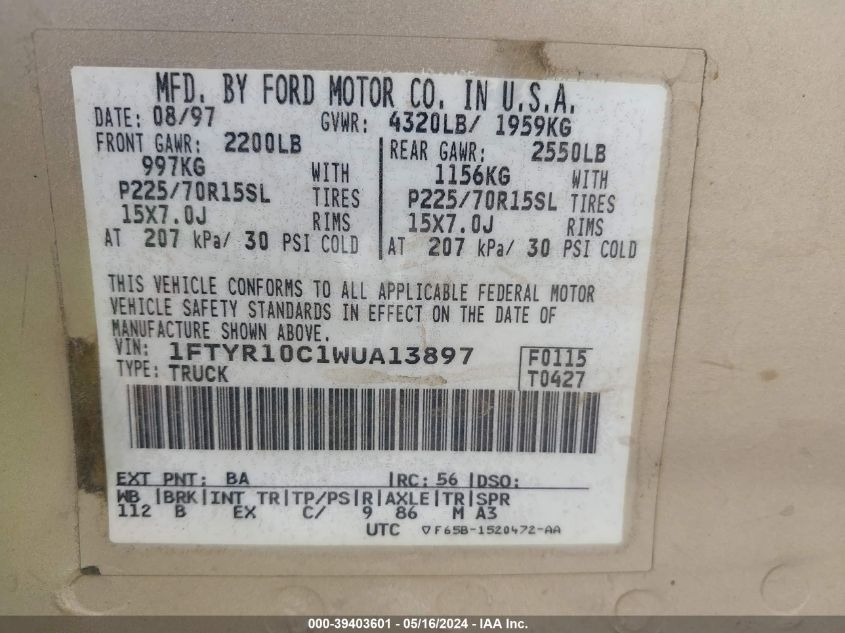 MFD. BY FORD MOTOR CO. IN U.S.A.
DATE: 08/97 GVWR: 4320LB/ 1959KG
FRONT GAWR: 2200LB REAR GAWR: 2550LB
997KG WITH 1156KG WITH
P225/70R15SL TIRES P225/70R15SL TIRES
15X7.0J RIMS 15X7.0J RIMS
AT 207 kPa/ 30 PSI COLD AT 207 kPa/ 30 PSI COLD
THIS VEHICLE CONFORMS TO ALL APPLICABLE FEDERAL MOTOR
VEHICLE SAFETY STANDARDS IN EFFECT ON THE DATE OF
MANUFACTURE SHOWN ABOVE.
VIN: 1FTYR10C1WUA13897 F0115
TYPE: TRUCK T0427
EXT PNT: BA RC: 56 DSO:
WB BRK INT TR TP/PS R AXLE TR SPR
112 B EX C/ 9 86 M A3
UTC ▽F65B-1520472-AA
000-39403601 - 05/16/2024 - IAAI Inc.